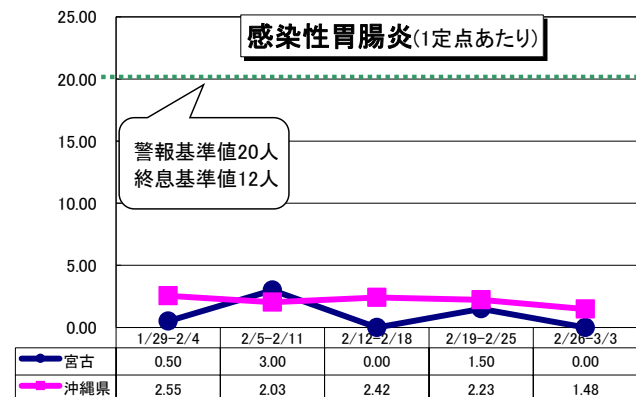 感染性胃腸炎(1定点あたり)
25.00
20.00
15.00
10.00
5.00
0.00
警報基準値20人
終息基準値12人
1/29-2/4 2/5-2/11 2/12-2/18 2/19-2/25 2/26-3/3
宮古 0.50 3.00 0.00 1.50 0.00
沖縄県 2.55 2.03 2.42 2.23 1.48